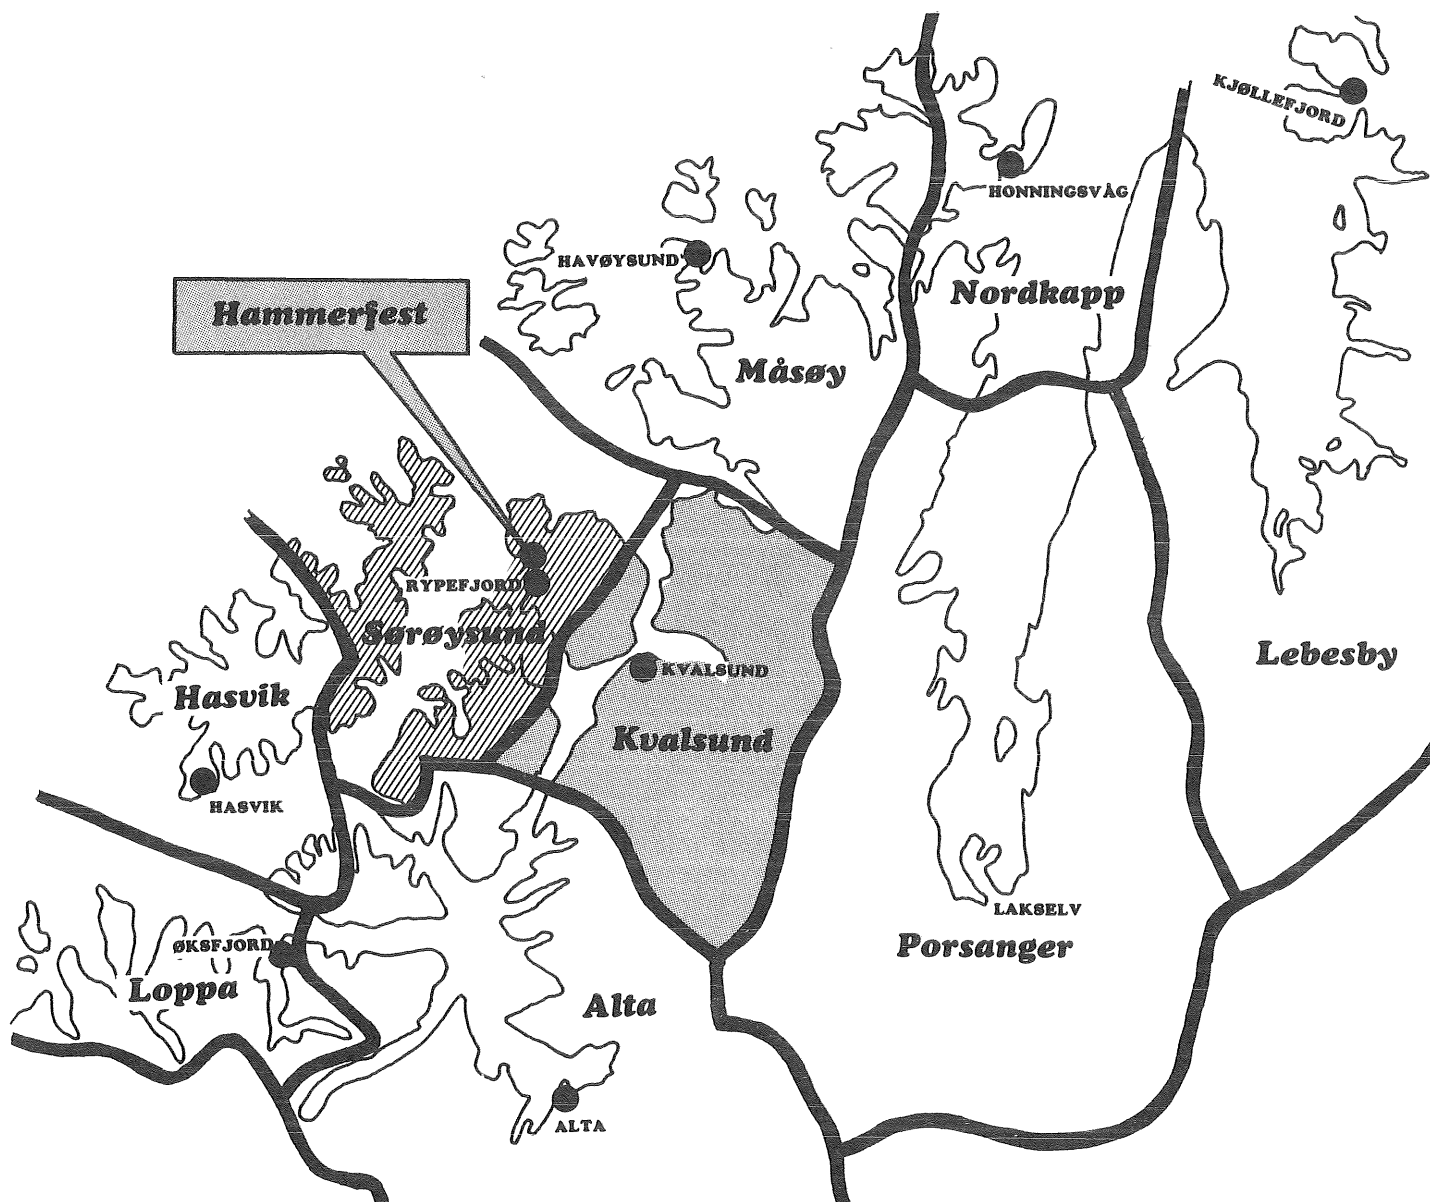 KJØLLEFJORD
HONNINGSVÅG
HAVØYSUND
Nordkapp
Hammerfest
Måsøy
RYPEFJORD
Sørøysund
Lebesby
KVALSUND
Hasvik
Kvalsund
HASVIK
LAKSELV
ØKSFJORD
Porsanger
Loppa
Alta
ALTA